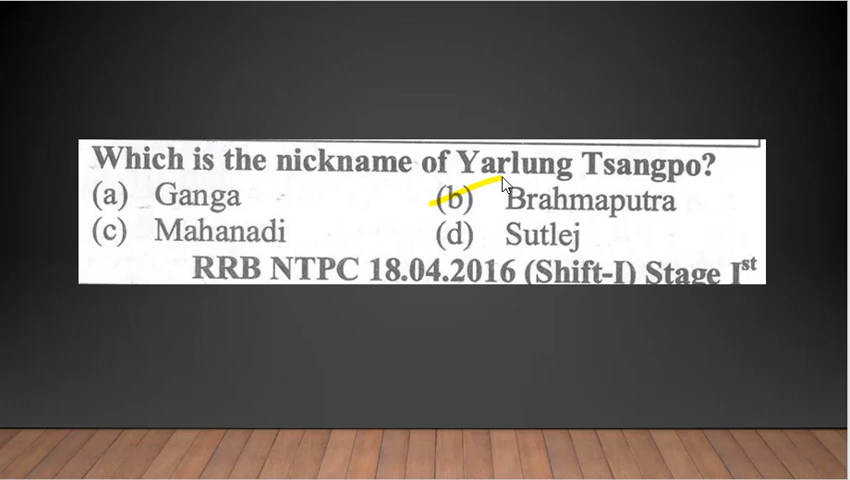 Which is the nickname of Yarlung Tsangpo?
(a) Ganga (b) Brahmaputra
(c) Mahanadi (d) Sutlej
RRB NTPC 18.04.2016 (Shift-I) Stage Ist